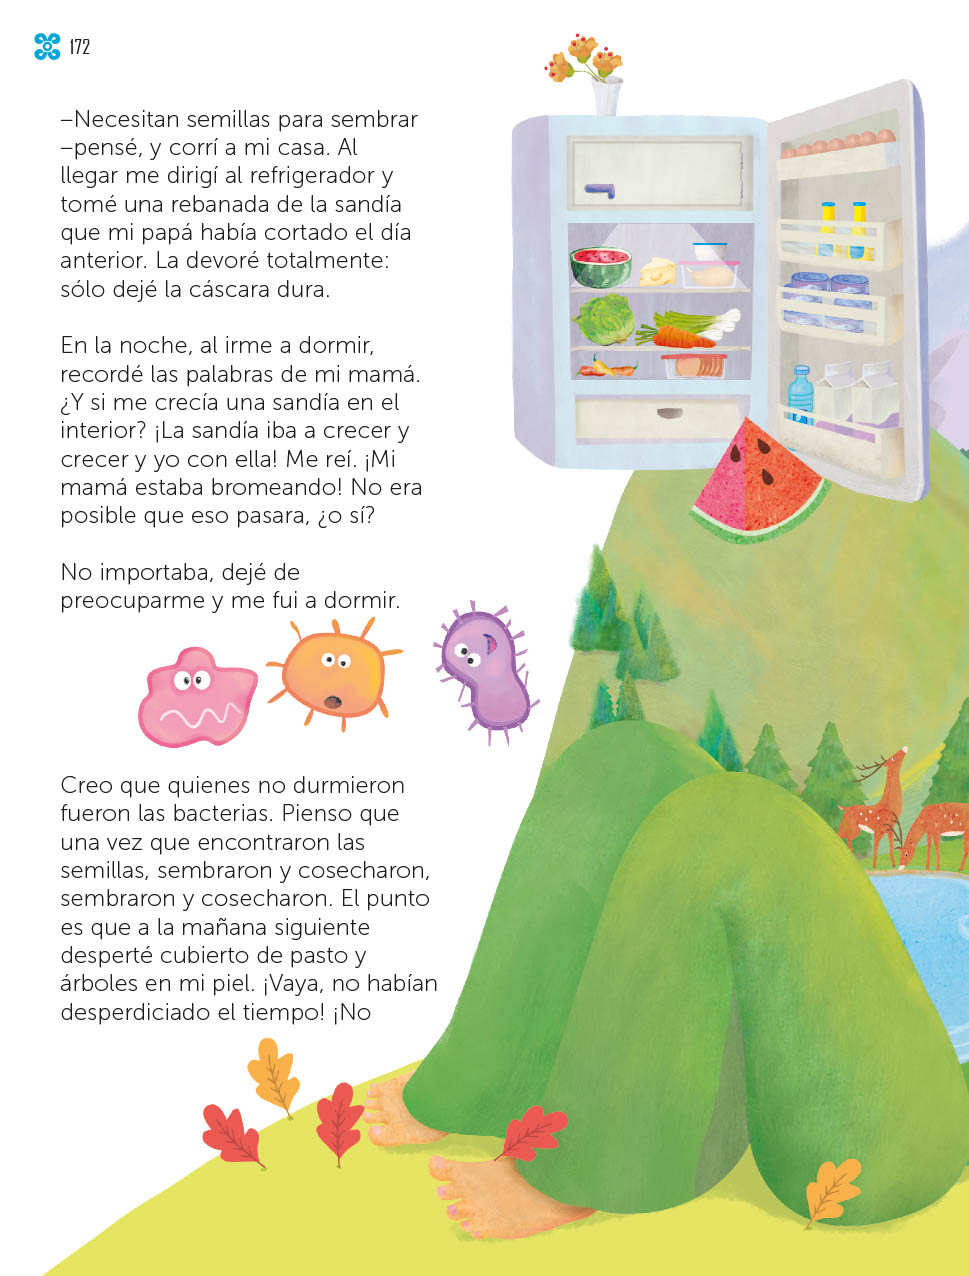 172
–Necesitan semillas para sembrar
–pensé, y corrí a mi casa. Al
llegar me dirigí al refrigerador y
tomé una rebanada de la sandía
que mi papá había cortado el día
anterior. La devoré totalmente:
sólo dejé la cáscara dura.
En la noche, al irme a dormir,
recordé las palabras de mi mamá.
¿Y si me crecía una sandía en el
interior? ¡La sandía iba a crecer y
crecer y yo con ella! Me reí. ¡Mi
mamá estaba bromeando! No era
posible que eso pasara, ¿o sí?
No importaba, dejé de
preocuparme y me fui a dormir.
Creo que quienes no durmieron
fueron las bacterias. Pienso que
una vez que encontraron las
semillas, sembraron y cosecharon,
sembraron y cosecharon. El punto
es que a la mañana siguiente
desperté cubierto de pasto y
árboles en mi piel. ¡Vaya, no habían
desperdiciado el tiempo! ¡No